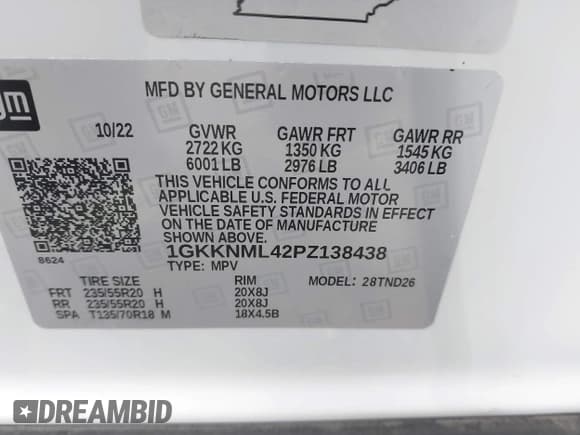 gm
MFD BY GENERAL MOTORS LLC
10/22 GVWR GAWR FRT GAWR RR
2722 KG 1350 KG 1545 KG
6001 LB 2976 LB 3406 LB
THIS VEHICLE CONFORMS TO ALL
APPLICABLE U.S. FEDERAL MOTOR
VEHICLE SAFETY STANDARDS IN EFFECT
ON THE DATE OF MANUFACTURE
SHOWN ABOVE.
8624 1GKKNML42PZ138438
TYPE: MPV
TIRE SIZE RIM MODEL: 28TND26
FRT 235/55R20 H 20X8J
RR 235/55R20 H 20X8J
SPA T135/70R18 M 18X4.5B
DREAMBID